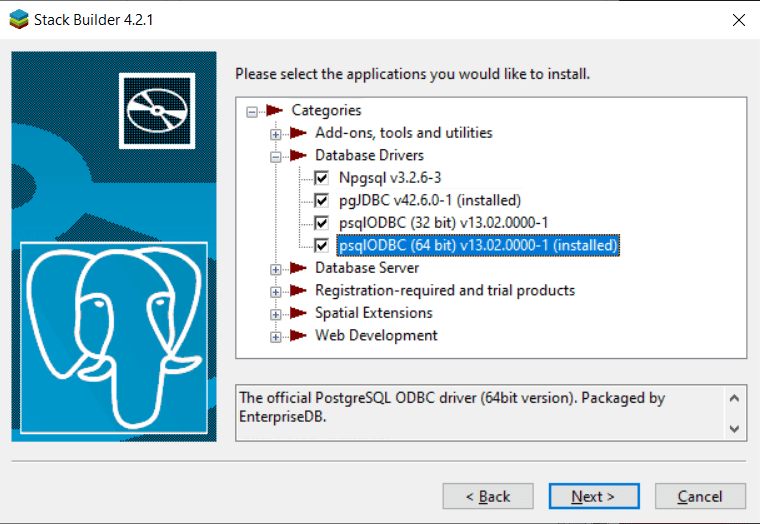 Stack Builder 4.2.1
Please select the applications you would like to install.
Categories
Add-ons, tools and utilities
Database Drivers
Npgsql v3.2.6-3
pgJDBC v42.6.0-1 (installed)
psqlODBC (32 bit) v13.02.0000-1
psqlODBC (64 bit) v13.02.0000-1 (installed)
Database Server
Registration-required and trial products
Spatial Extensions
Web Development
The official PostgreSQL ODBC driver (64bit version). Packaged by
EnterpriseDB.
< Back
Next >
Cancel